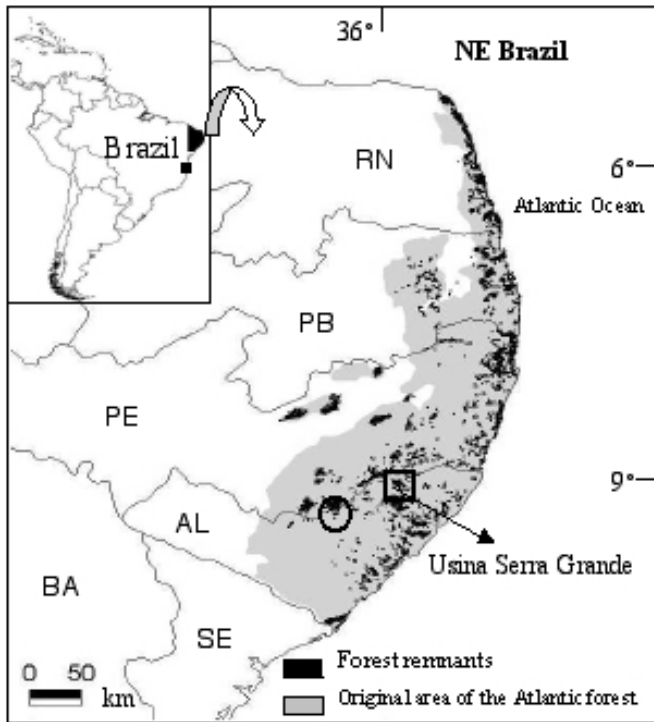 36°
NE Brazil
Brazil
RN
6°
Atlantic Ocean
PB
PE
9°
AL
Usina Serra Grande
BA
SE
0 50
km
Forest remnants
Original area of the Atlantic forest